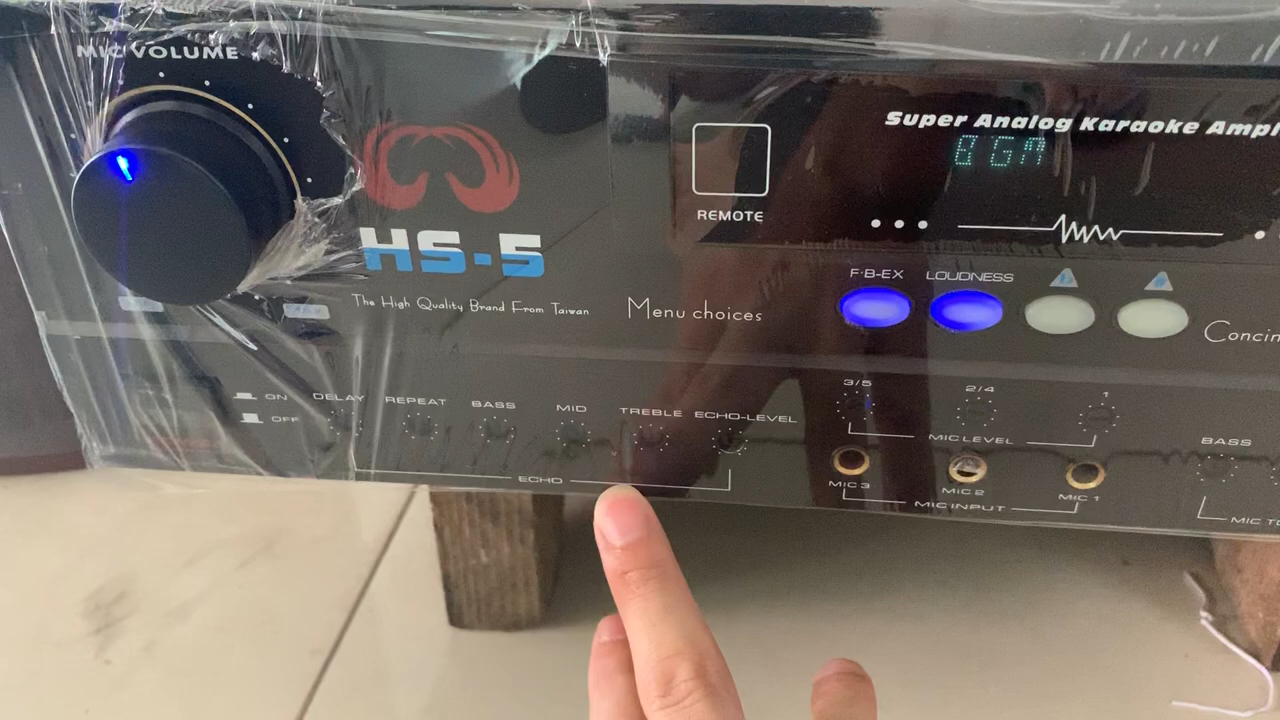 MIC VOLUME
Super Analog Karaoke Ampl
BGM
REMOTE
HS-5
The High Quality Brand From Taiwan
Menu choices
F·B-EX
LOUDNESS
Concin
ON
OFF
DELAY
REPEAT
BASS
MID
TREBLE
ECHO-LEVEL
ECHO
3/5
2/4
1
MIC LEVEL
MIC 3
MIC 2
MIC 1
MIC INPUT
BASS
MIC TO